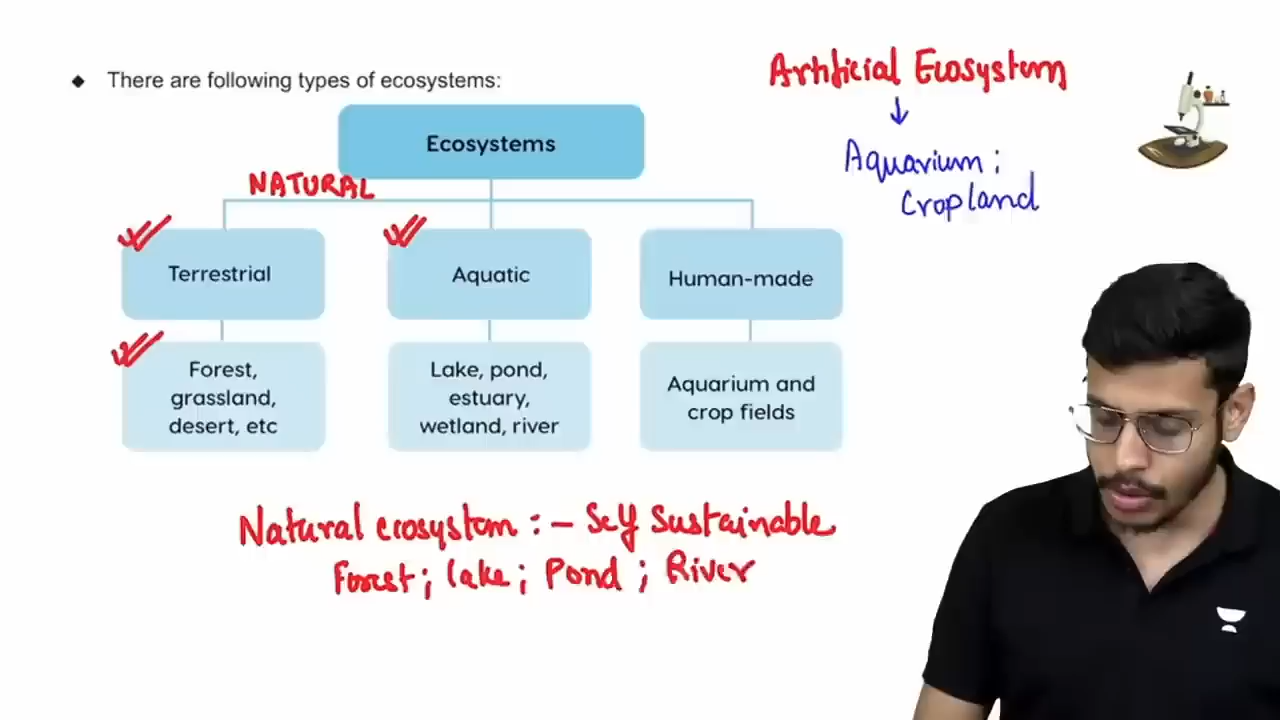 There are following types of ecosystems:
Artificial Ecosystem
Aquarium ;
Cropland
Ecosystems
NATURAL
Terrestrial
Aquatic
Human-made
Forest,
grassland,
desert, etc
Lake, pond,
estuary,
wetland, river
Aquarium and
crop fields
Natural ecosystem :- Self Sustainable
Forest ; lake ; Pond ; River